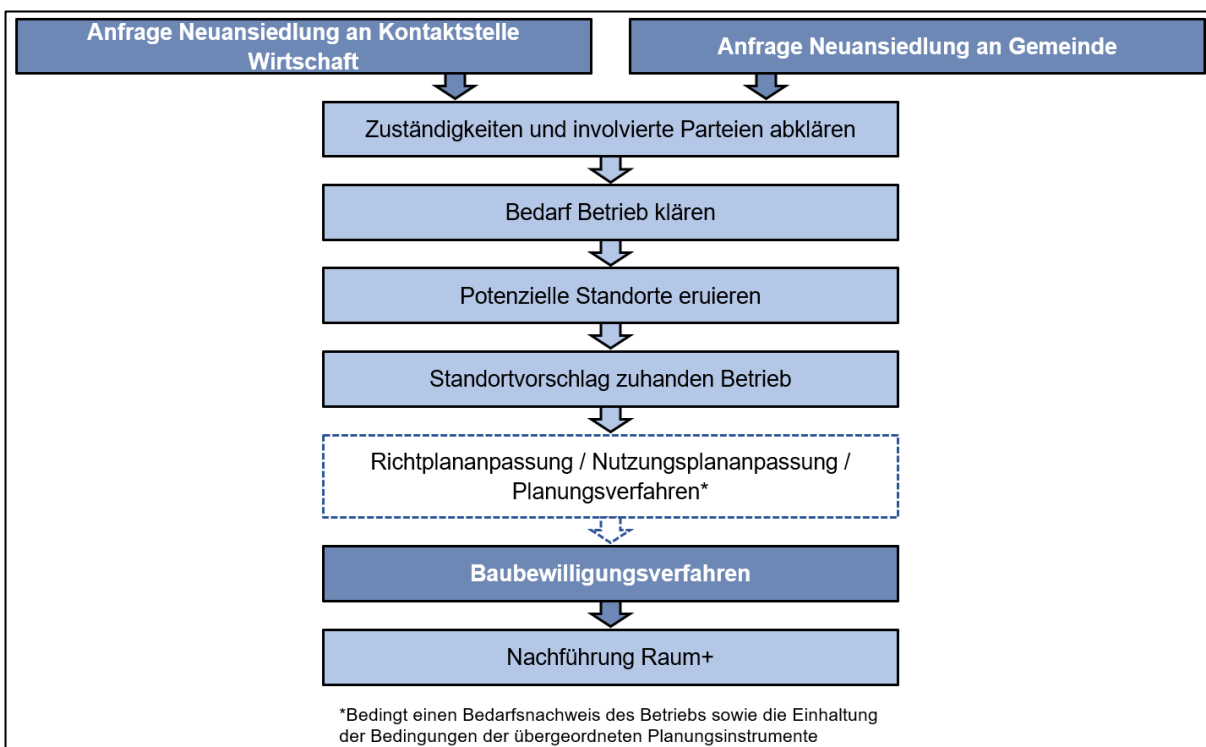 Anfrage Neuansiedlung an Kontaktstelle
Wirtschaft
Anfrage Neuansiedlung an Gemeinde
Zuständigkeiten und involvierte Parteien abklären
Bedarf Betrieb klären
Potenzielle Standorte eruieren
Standortvorschlag zuhanden Betrieb
Richtplananpassung / Nutzungsplananpassung /
Planungsverfahren*
Baubewilligungsverfahren
Nachführung Raum+
*Bedingt einen Bedarfsnachweis des Betriebs sowie die Einhaltung
der Bedingungen der übergeordneten Planungsinstrumente